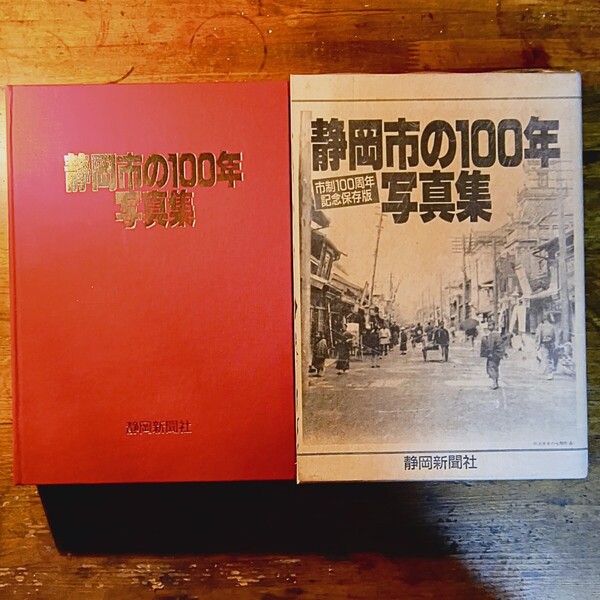 静岡市の100年
写真集
静岡新聞社
静岡市の100年
市制100周年
記念保存版
写真集
静岡新聞社